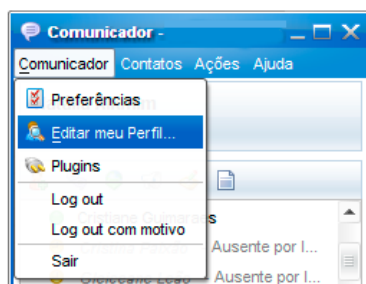 Comunicador -
Comunicador Contatos Ações Ajuda
Preferências
Editar meu Perfil...
Plugins
Log out
Log out com motivo
Sair
Ausente por I...
Ausente por I...